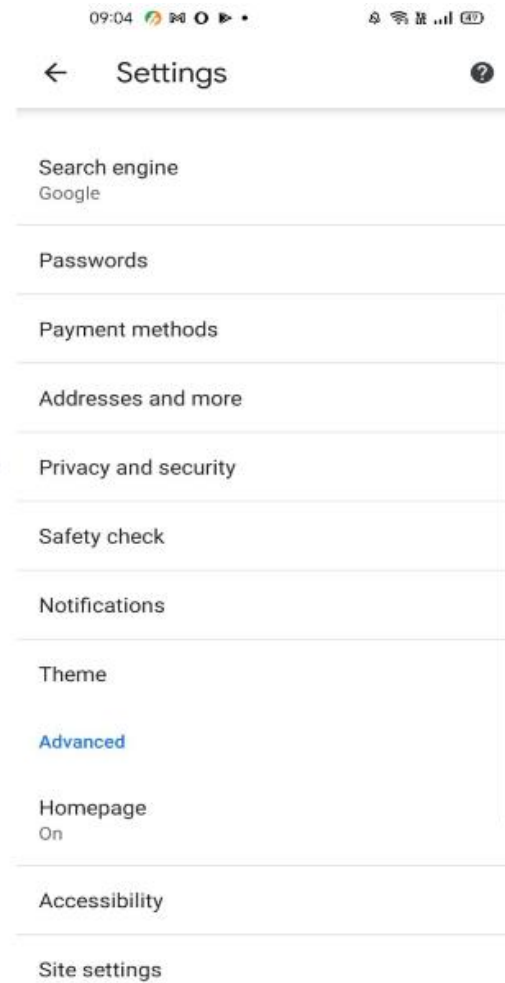 09:04
Settings
Search engine
Google
Passwords
Payment methods
Addresses and more
Privacy and security
Safety check
Notifications
Theme
Advanced
Homepage
On
Accessibility
Site settings